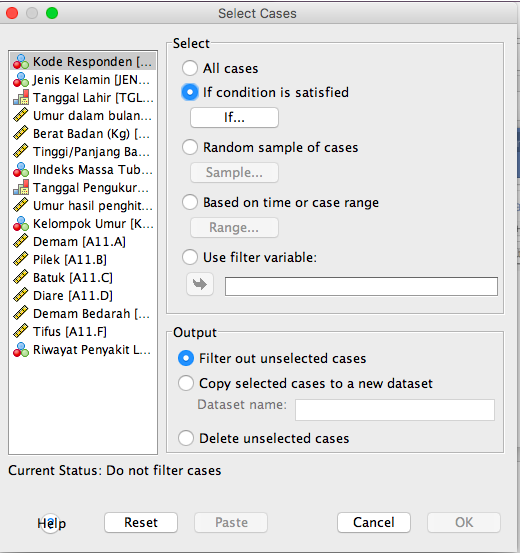 Select Cases
Kode Responden [...
Jenis Kelamin [JEN...
Tanggal Lahir [TGL...
Umur dalam bulan...
Berat Badan (Kg) [...
Tinggi/Panjang Ba...
IIndeks Massa Tub...
Tanggal Pengukur...
Umur hasil penghit...
Kelompok Umur [K...
Demam [A11.A]
Pilek [A11.B]
Batuk [A11.C]
Diare [A11.D]
Demam Bedarah [...
Tifus [A11.F]
Riwayat Penyakit L...
Select
All cases
If condition is satisfied
If...
Random sample of cases
Sample...
Based on time or case range
Range...
Use filter variable:
Output
Filter out unselected cases
Copy selected cases to a new dataset
Dataset name:
Delete unselected cases
Current Status: Do not filter cases
Help
Reset
Paste
Cancel
OK